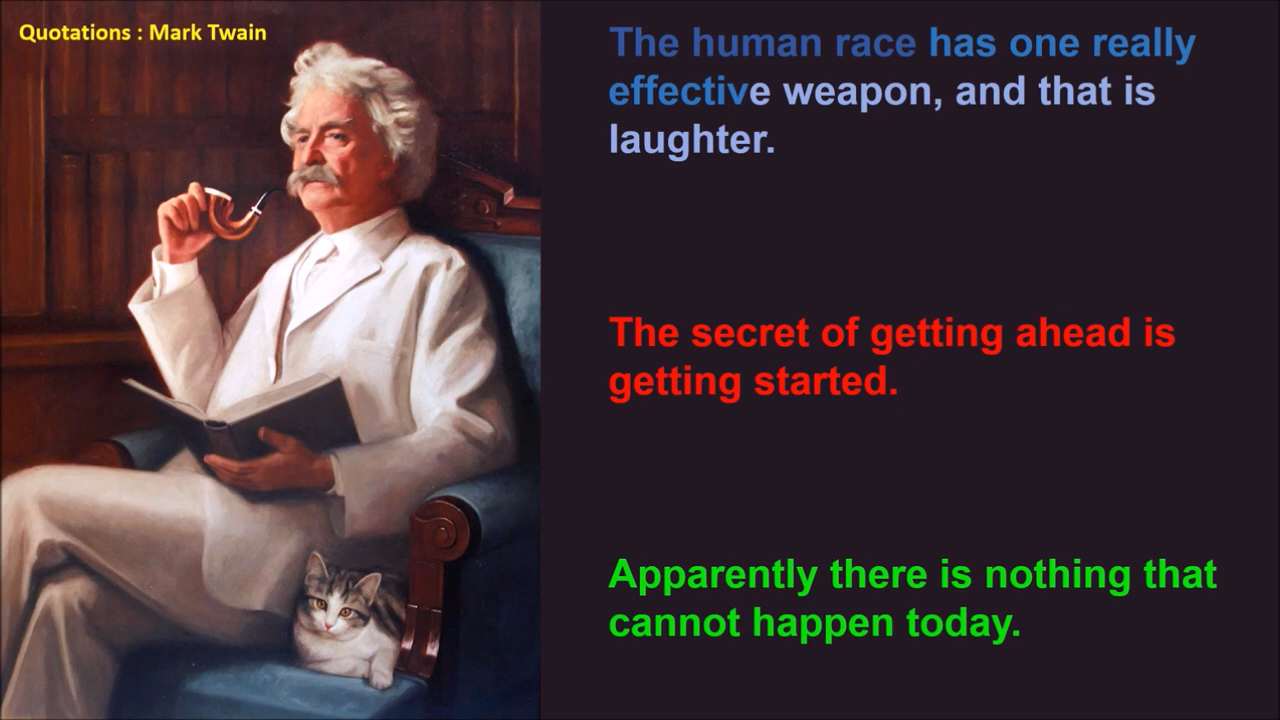 Quotations : Mark Twain
The human race has one really
effective weapon, and that is
laughter.
The secret of getting ahead is
getting started.
Apparently there is nothing that
cannot happen today.